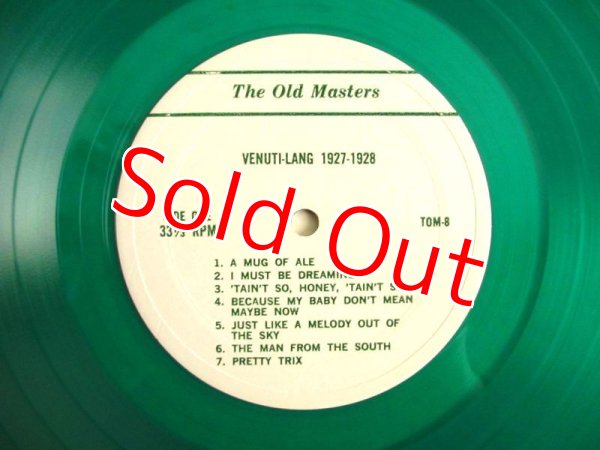 The Old Masters
VENUTI-LANG 1927-1928
33⅓ RPM
TOM-8
1. A MUG OF ALE
2. I MUST BE DREAMING
3. 'TAIN'T SO, HONEY, 'TAIN'T
4. BECAUSE MY BABY DON'T MEAN
MAYBE NOW
5. JUST LIKE A MELODY OUT OF
THE SKY
6. THE MAN FROM THE SOUTH
7. PRETTY TRIX
Sold Out